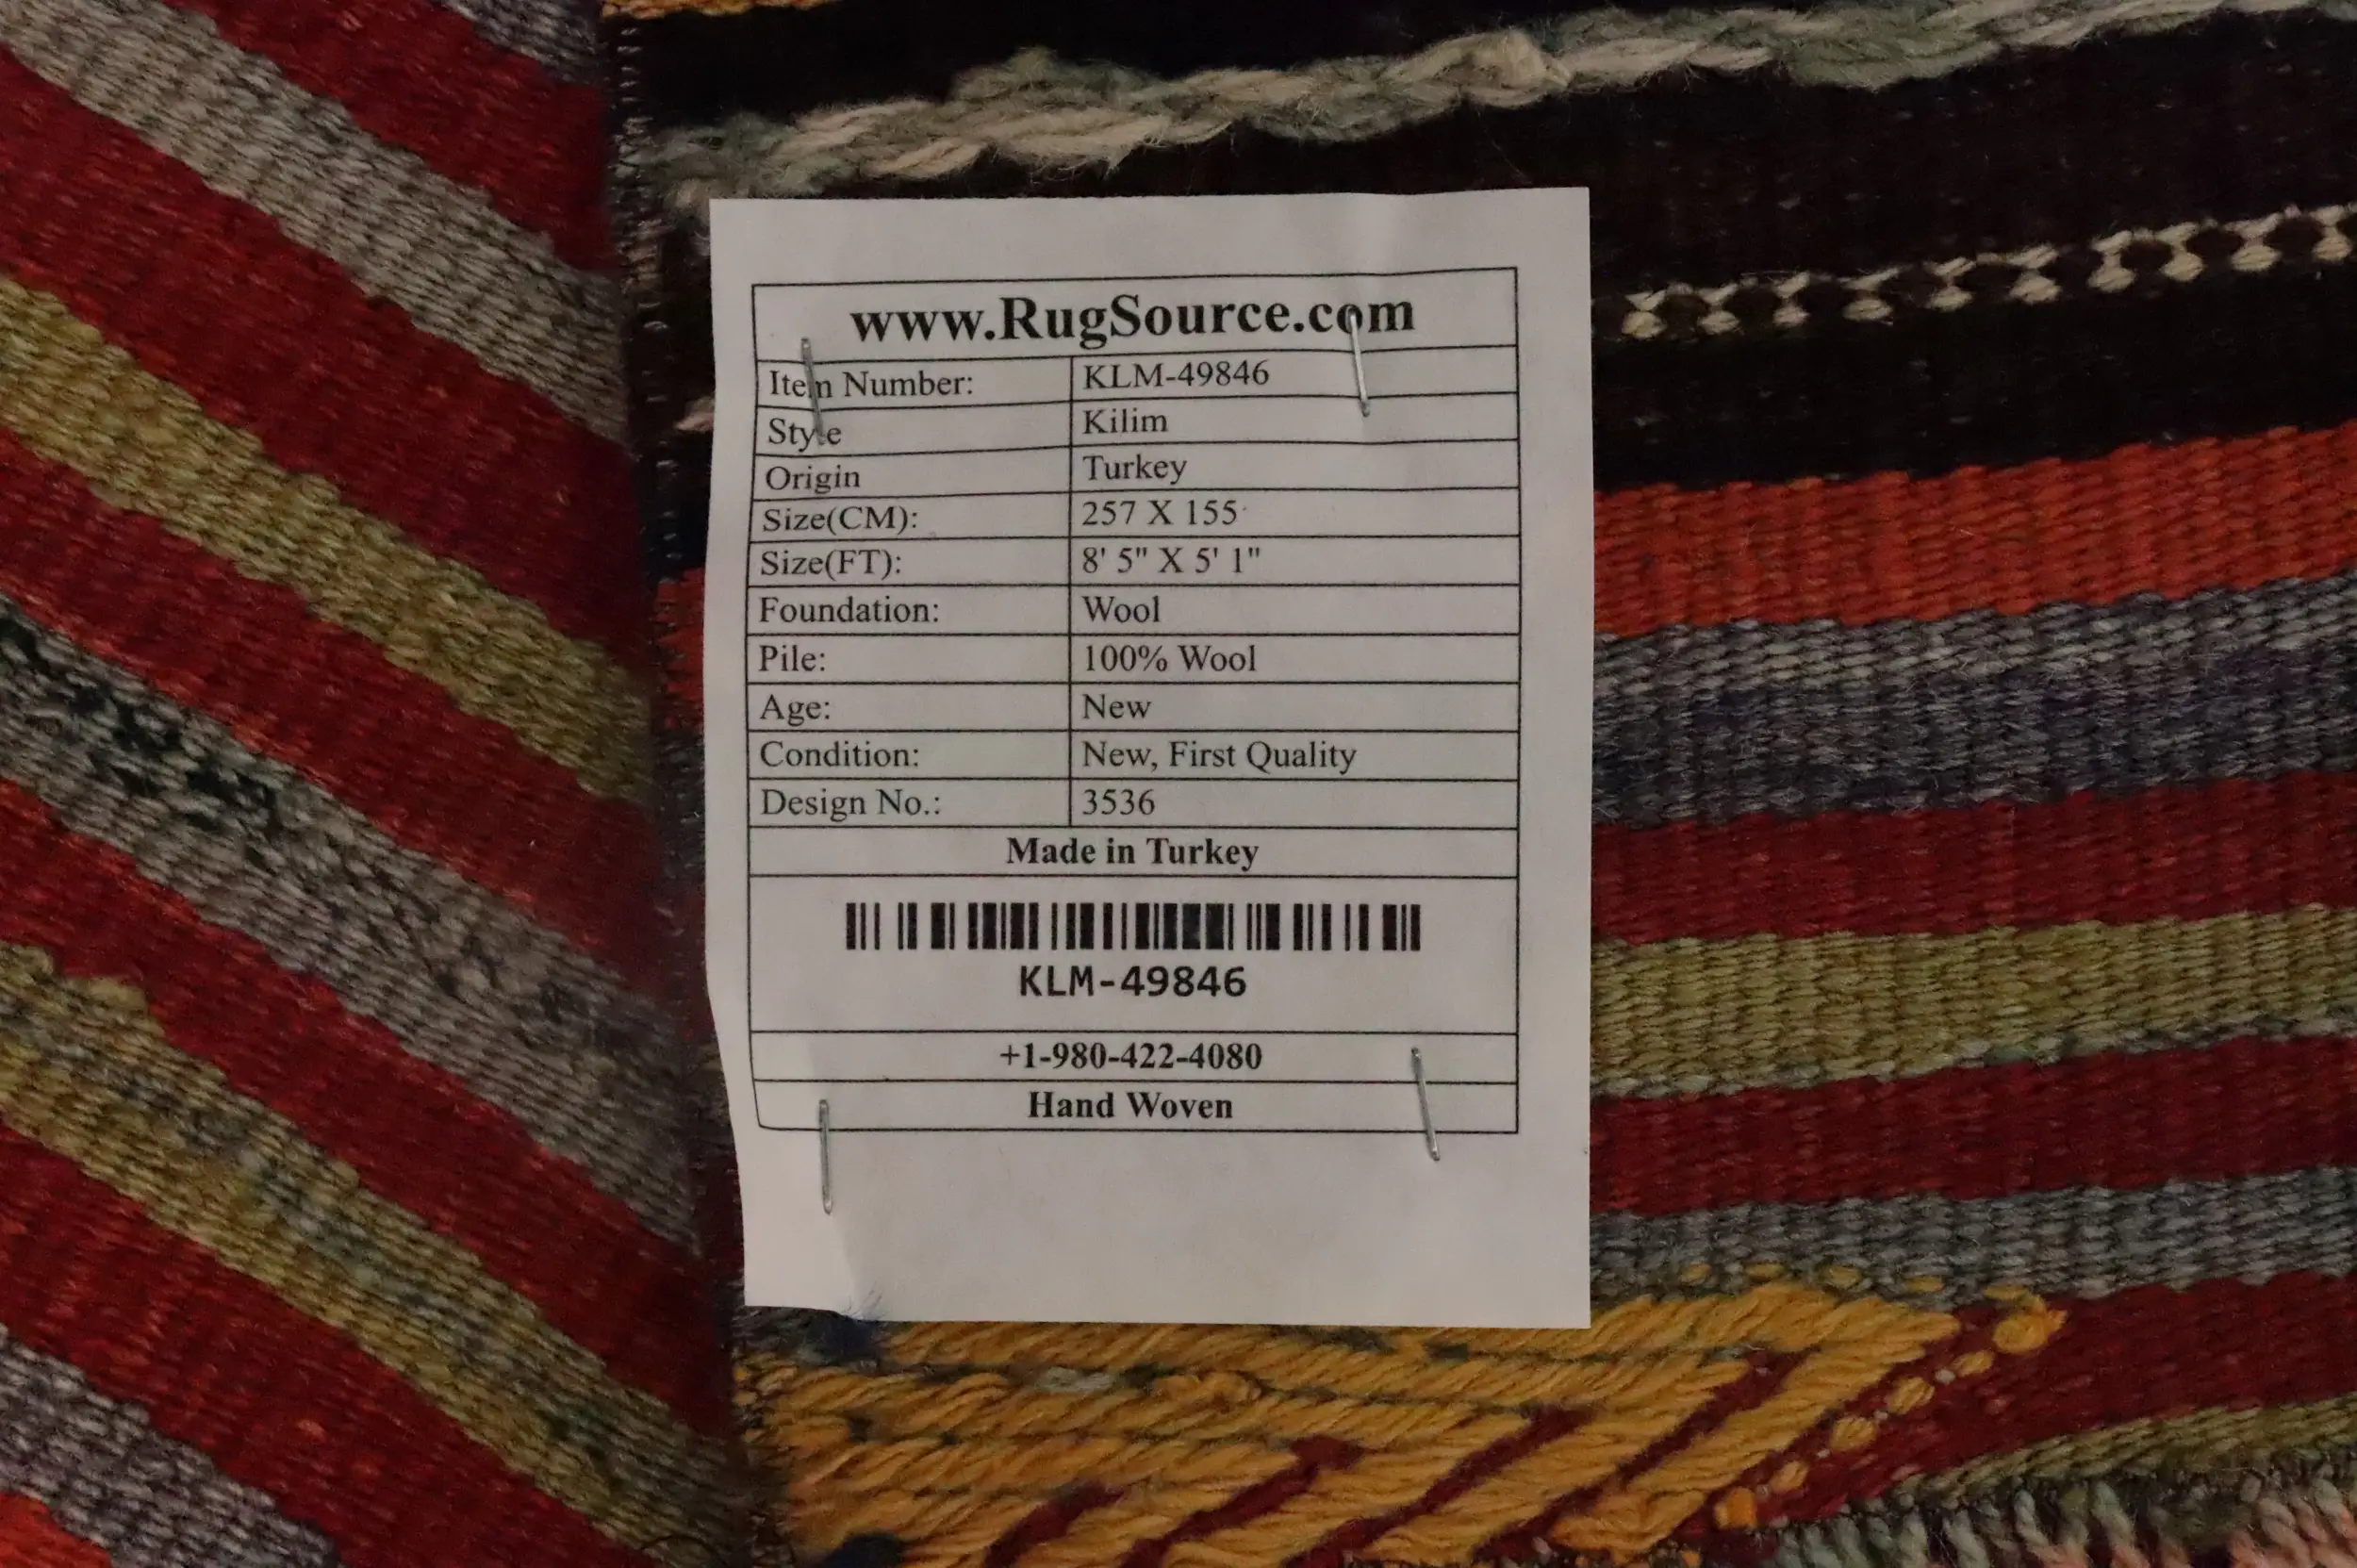 www.RugSource.com
Item Number: KLM-49846
Style Kilim
Origin Turkey
Size(CM): 257 X 155
Size(FT): 8' 5" X 5' 1"
Foundation: Wool
Pile: 100% Wool
Age: New
Condition: New, First Quality
Design No.: 3536
Made in Turkey
KLM-49846
+1-980-422-4080
Hand Woven